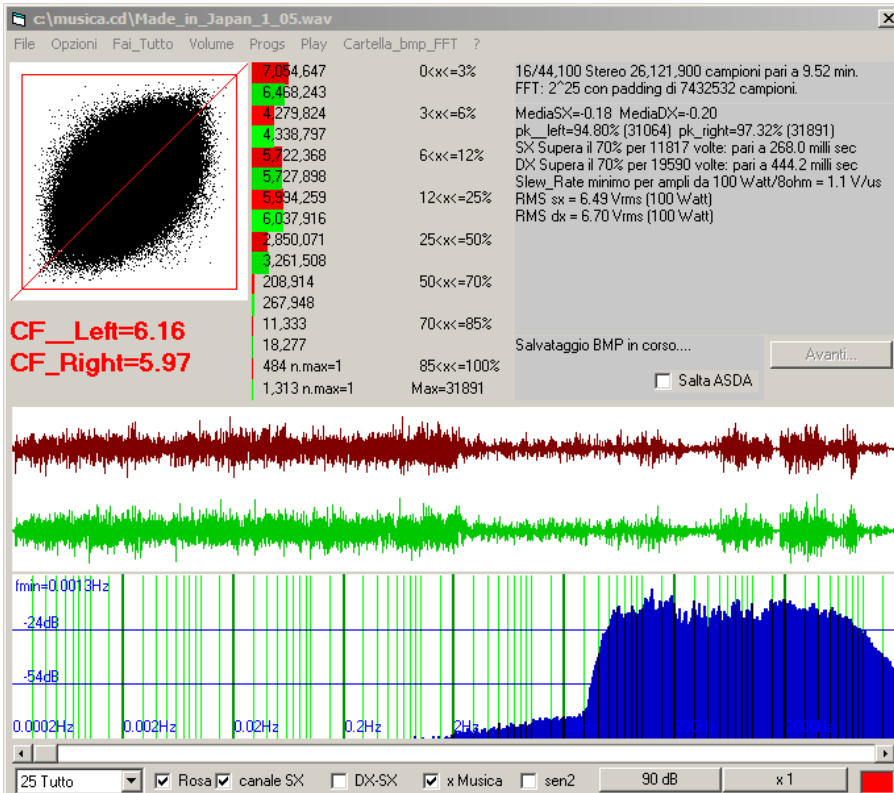 c:\musica.cd\Made_in_Japan_1_05.wav
File Opzioni Fai_Tutto Volume Progs Play Cartella_bmp_FFT ?
7,054,647 0<x<=3%
6,468,243
4,279,824 3<x<=6%
4,338,797
5,722,368 6<x<=12%
5,727,898
5,994,259 12<x<=25%
6,037,916
2,850,071 25<x<=50%
3,261,508
208,914 50<x<=70%
267,948
11,333 70<x<=85%
18,277
484 n.max=1 85<x<=100%
1,313 n.max=1 Max=31891
CF__Left=6.16
CF_Right=5.97
16/44,100 Stereo 26,121,900 campioni pari a 9.52 min.
FFT: 2^25 con padding di 7432532 campioni.
MediaSX=-0.18 MediaDX=-0.20
pk__left=94.80% (31064) pk_right=97.32% (31891)
SX Supera il 70% per 11817 volte: pari a 268.0 milli sec
DX Supera il 70% per 19590 volte: pari a 444.2 milli sec
Slew_Rate minimo per ampli da 100 Watt/8ohm = 1.1 V/us
RMS sx = 6.49 Vrms (100 Watt)
RMS dx = 6.70 Vrms (100 Watt)
Salvataggio BMP in corso....
Avanti...
Salta ASDA
fmin=0.0013Hz
-24dB
-54dB
0.0002Hz 0.002Hz 0.02Hz 0.2Hz 2Hz
25 Tutto Rosa canale SX DX-SX x Musica sen2 90 dB x 1